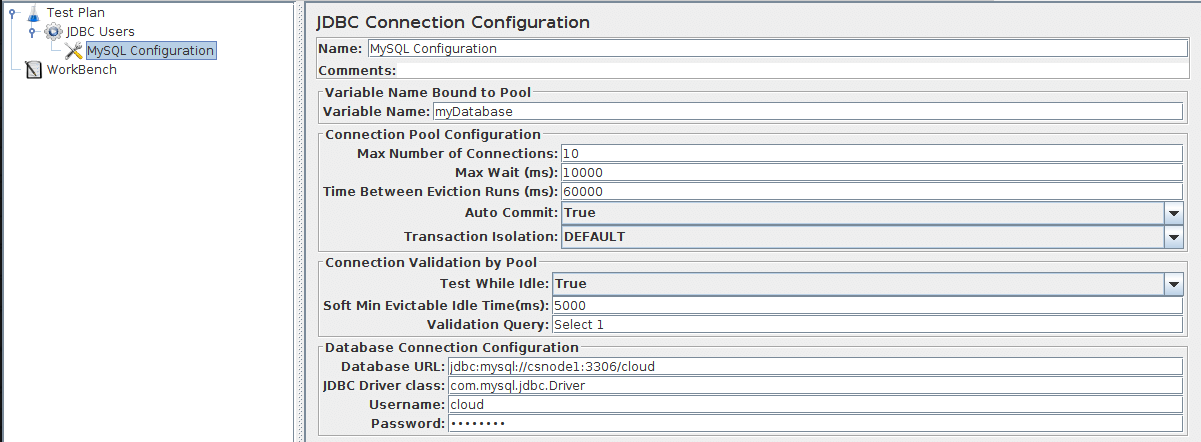 Test Plan
JDBC Users
MySQL Configuration
WorkBench
JDBC Connection Configuration
Name: MySQL Configuration
Comments:
Variable Name Bound to Pool
Variable Name: myDatabase
Connection Pool Configuration
Max Number of Connections: 10
Max Wait (ms): 10000
Time Between Eviction Runs (ms): 60000
Auto Commit: True
Transaction Isolation: DEFAULT
Connection Validation by Pool
Test While Idle: True
Soft Min Evictable Idle Time(ms): 5000
Validation Query: Select 1
Database Connection Configuration
Database URL: jdbc:mysql://csnode1:3306/cloud
JDBC Driver class: com.mysql.jdbc.Driver
Username: cloud
Password: ••••••••